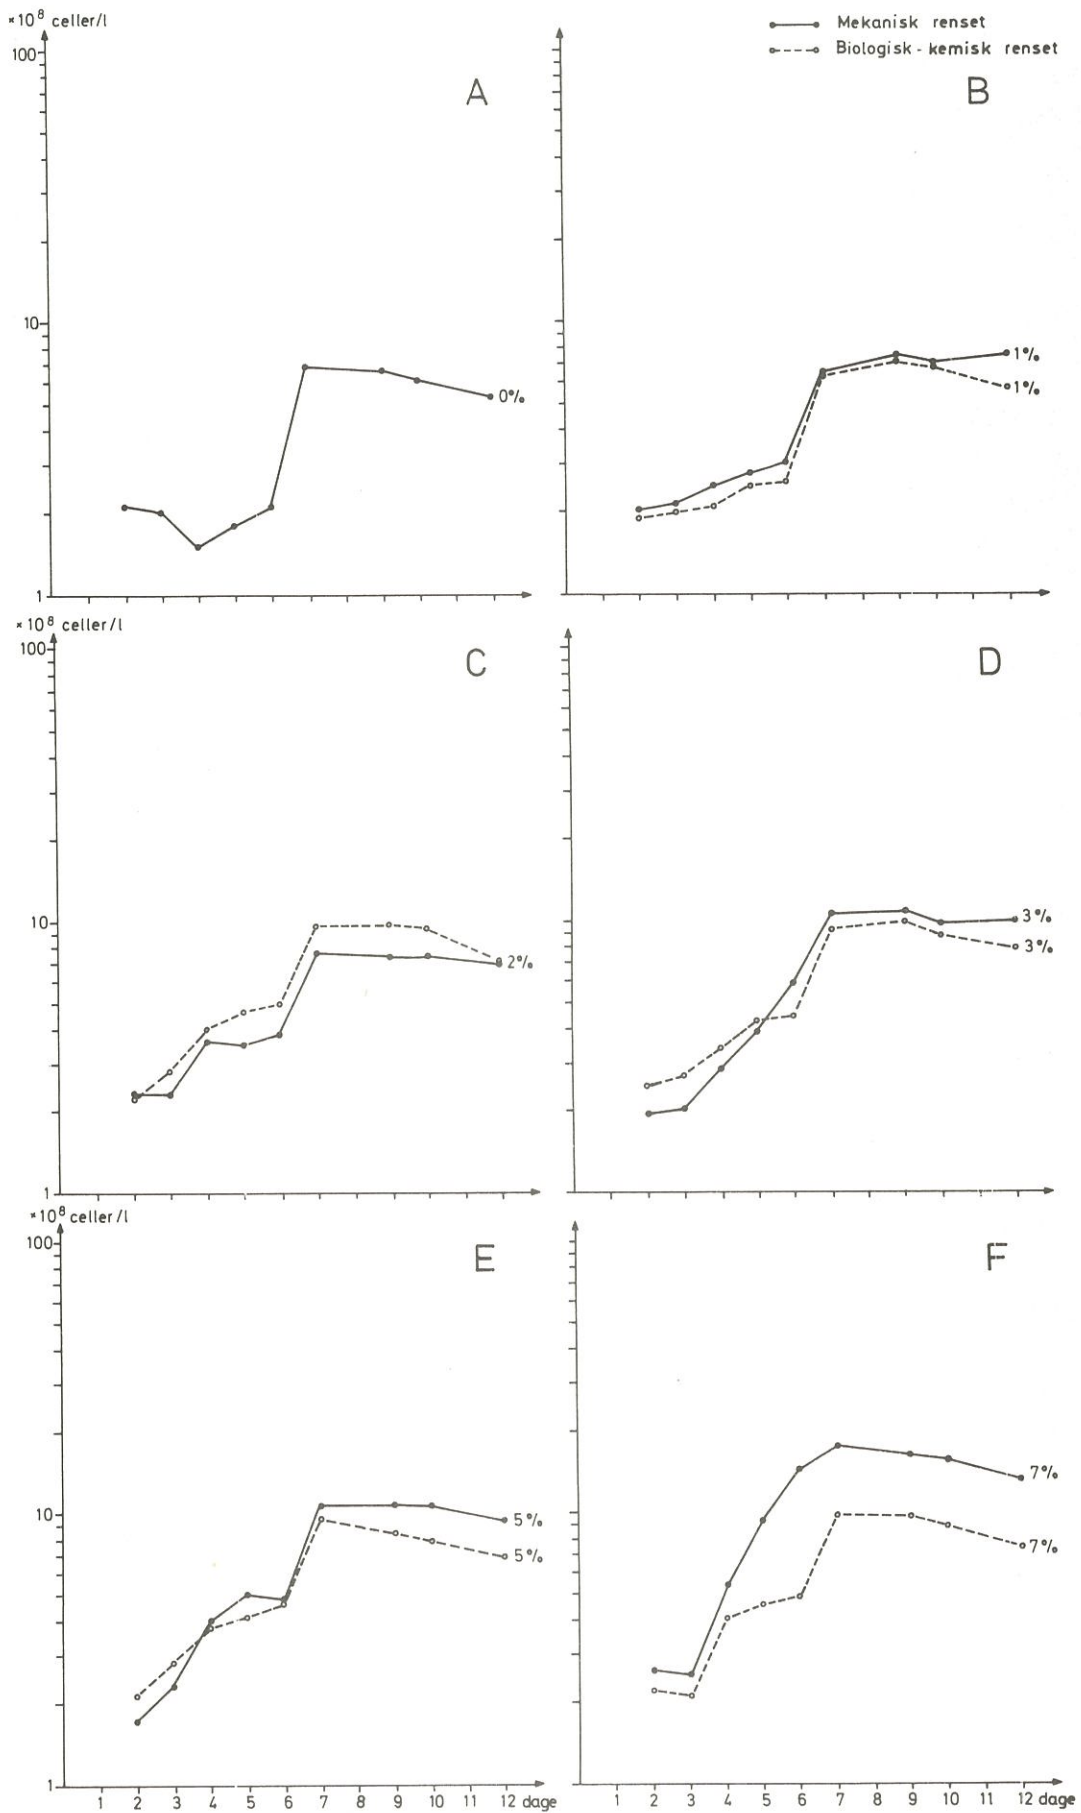 ×10⁸ celler/l
Mekanisk renset
Biologisk - kemisk renset
100
A
B
10
0%
1%
1%
1
×10⁸ celler/l
100
C
D
10
2%
3%
3%
1
×10⁸ celler/l
100
E
F
10
5%
5%
7%
7%
1
1 2 3 4 5 6 7 8 9 10 11 12 dage
1 2 3 4 5 6 7 8 9 10 11 12 dage